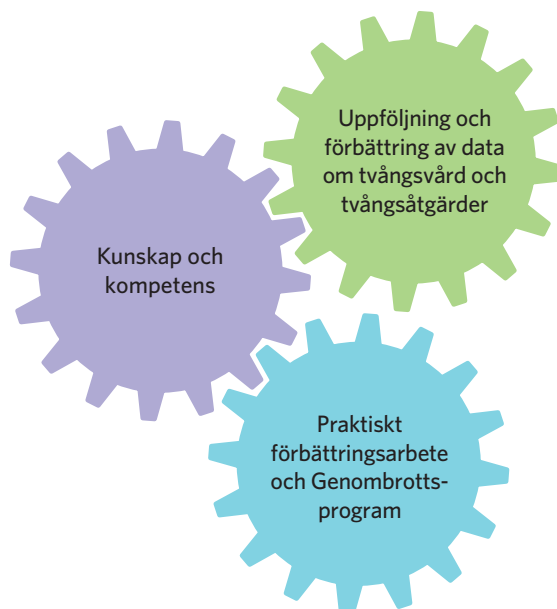 Uppföljning och
förbättring av data
om tvångsvård och
tvångsåtgärder
Kunskap och
kompetens
Praktiskt
förbättringsarbete
och Genombrotts-
program